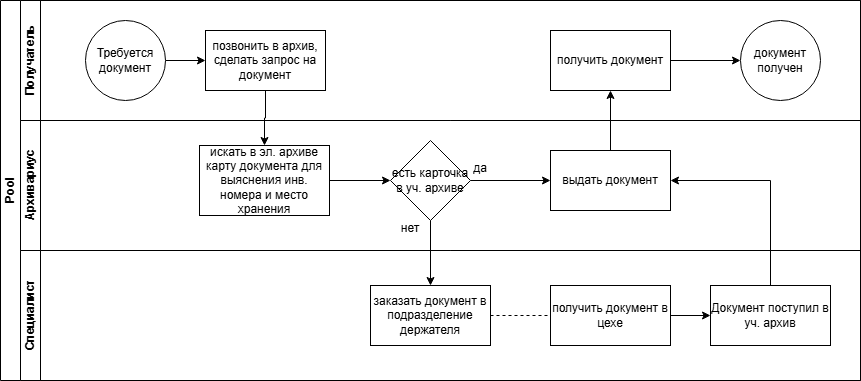 Pool
Получатель
Требуется
документ
позвонить в архив,
сделать запрос на
документ
получить документ
документ
получен
Архивариус
искать в эл. архиве
карту документа для
выяснения инв.
номера и место
хранения
есть карточка
в уч. архиве
да
нет
выдать документ
Специалист
заказать документ в
подразделение
держателя
получить документ в
цехе
Документ поступил в
уч. архив